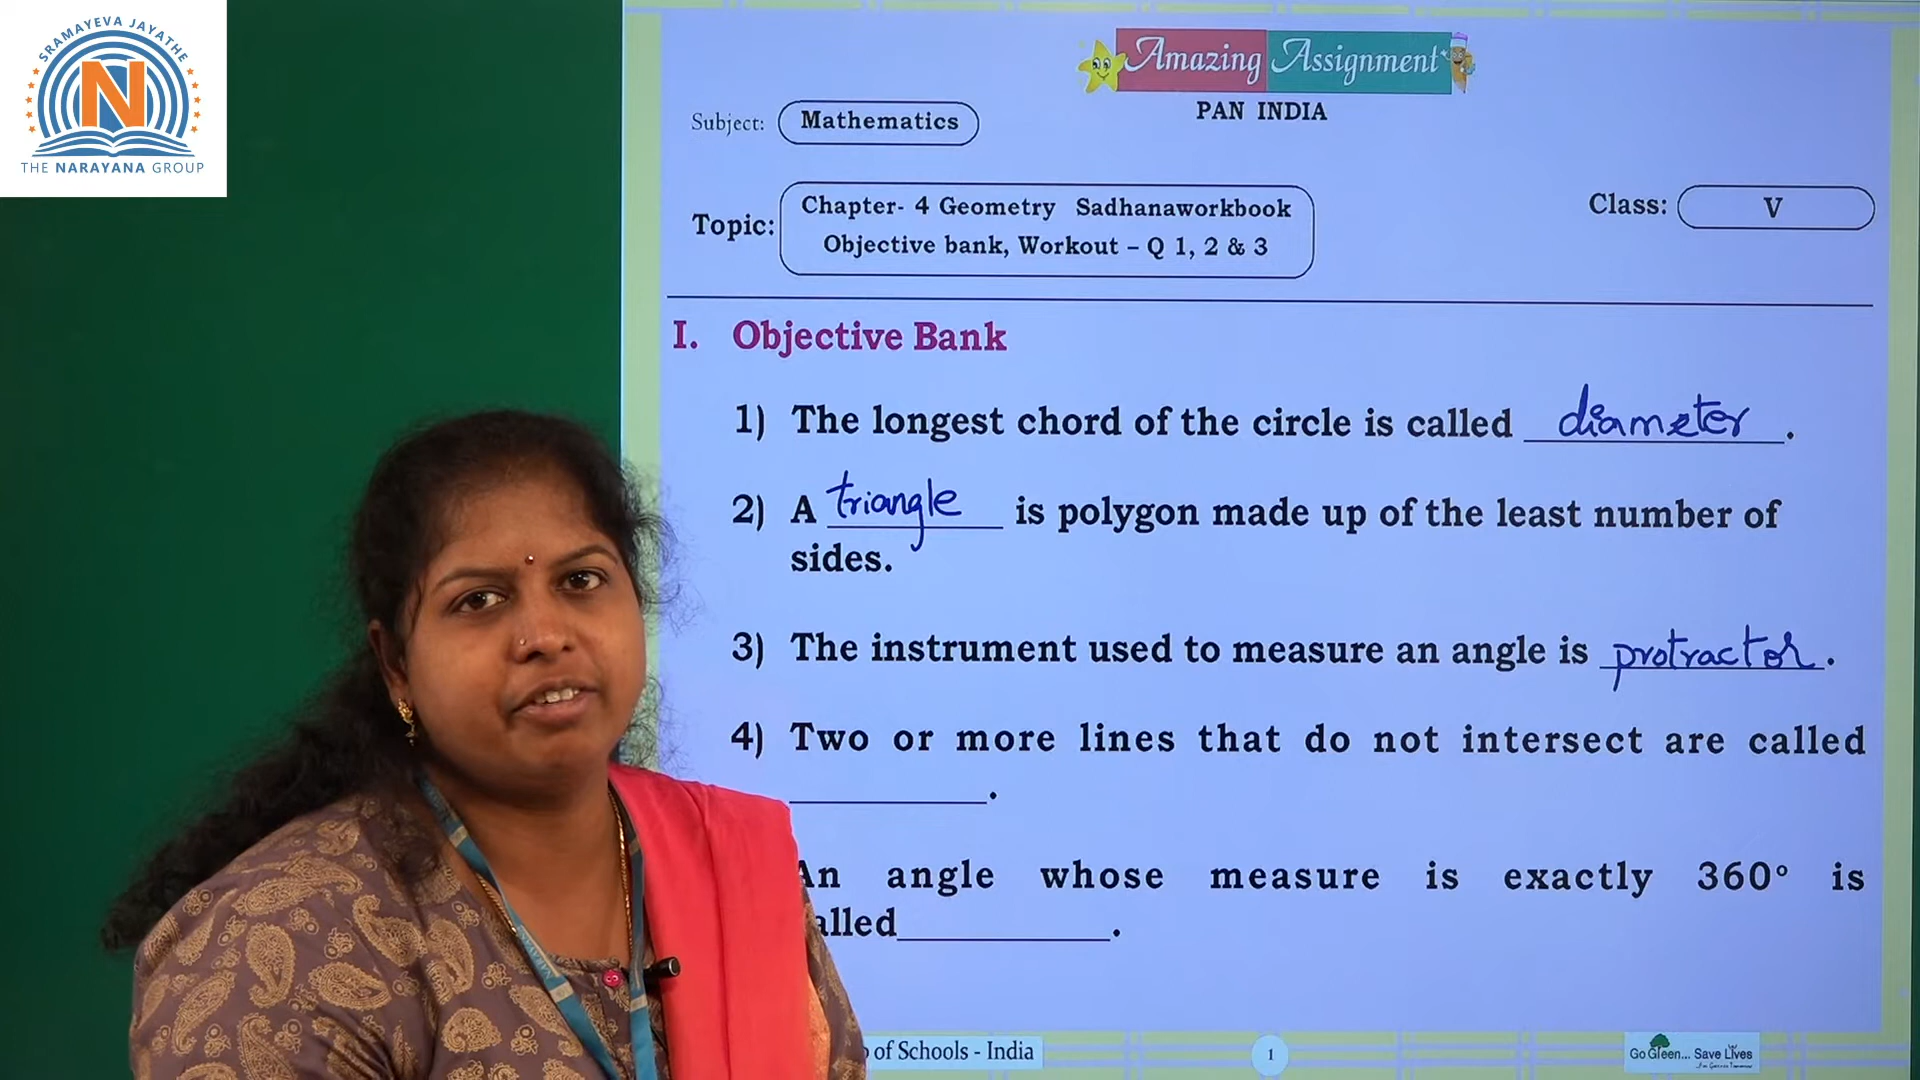 SRAMAYEVA JAYATHE
N
THE NARAYANA GROUP
Amazing Assignment
PAN INDIA
Subject: Mathematics
Topic: Chapter- 4 Geometry Sadhanaworkbook
Objective bank, Workout – Q 1, 2 & 3
Class: V
I. Objective Bank
1) The longest chord of the circle is called diameter.
2) A triangle is polygon made up of the least number of
sides.
3) The instrument used to measure an angle is protractor.
4) Two or more lines that do not intersect are called
__________.
An angle whose measure is exactly 360° is
alled__________.
of Schools - India
1
Go Green... Save Lives